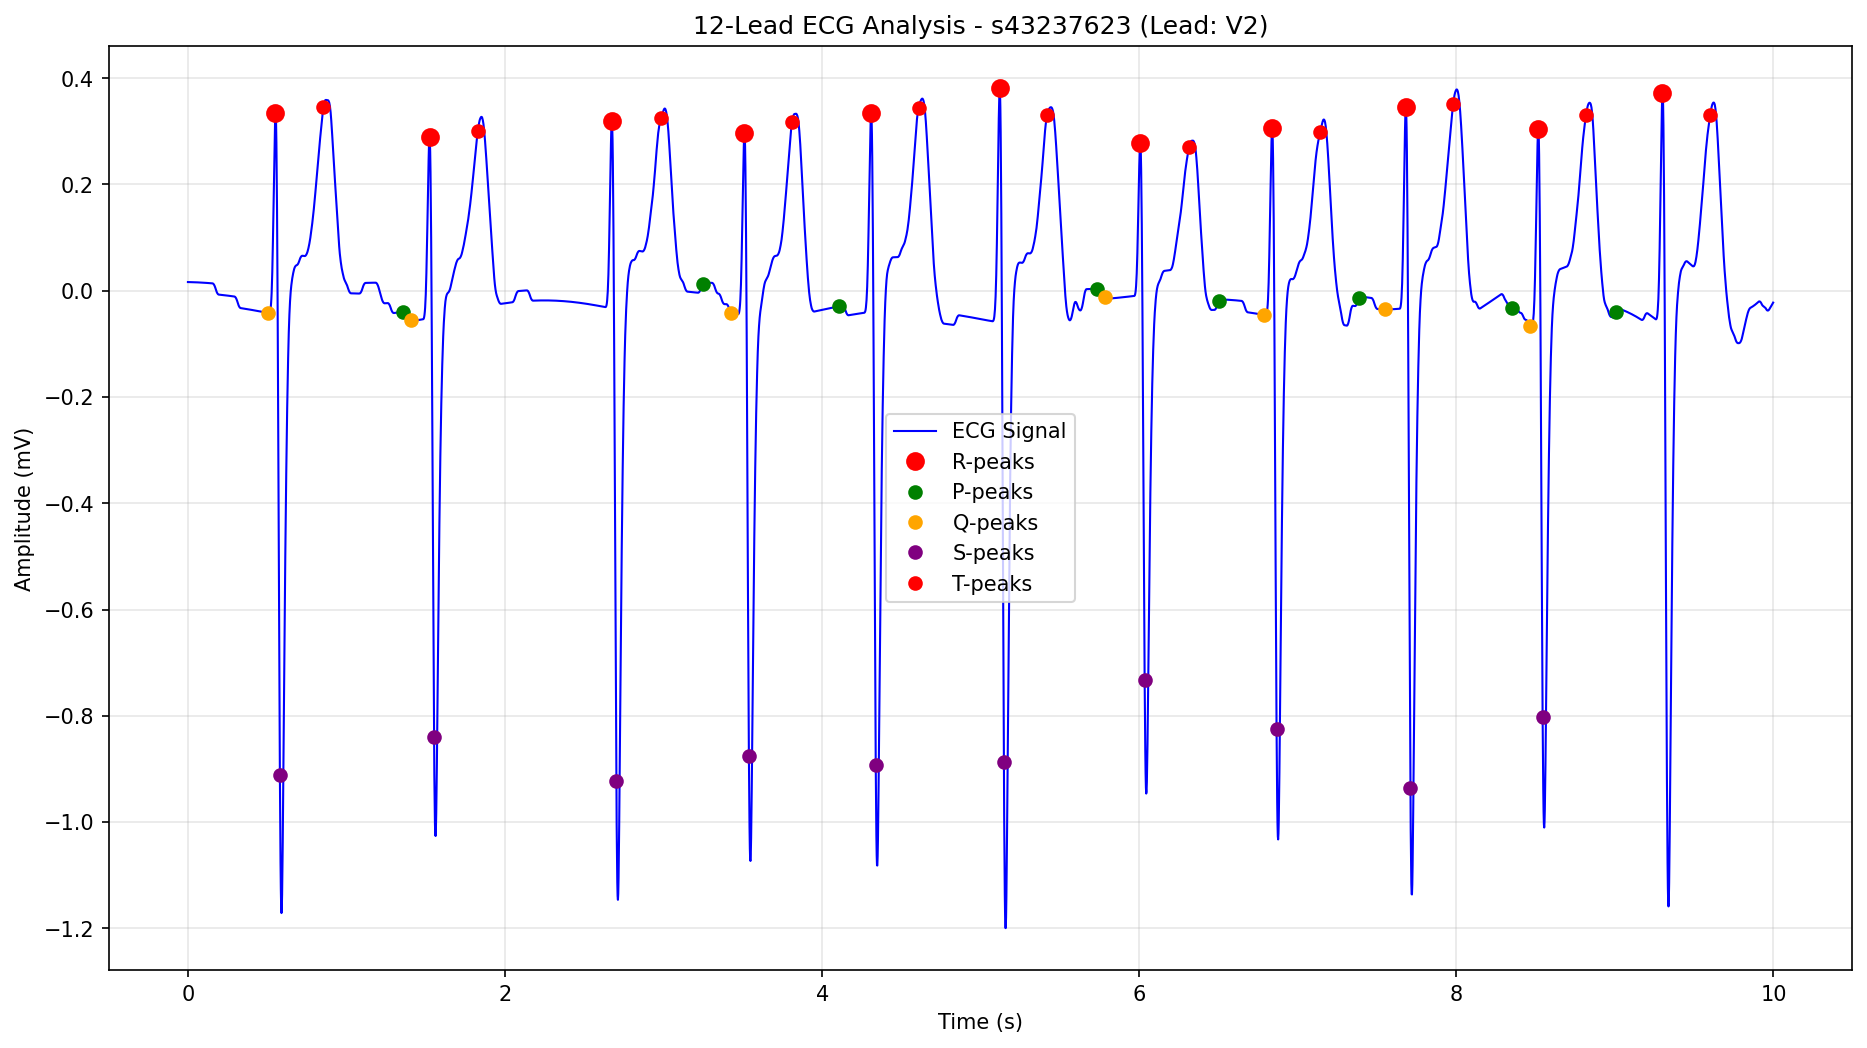 12-Lead ECG Analysis - s43237623 (Lead: V2)
0.4
0.2
0.0
−0.2
−0.4
−0.6
−0.8
−1.0
−1.2
Amplitude (mV)
ECG Signal
R-peaks
P-peaks
Q-peaks
S-peaks
T-peaks
0 2 4 6 8 10
Time (s)